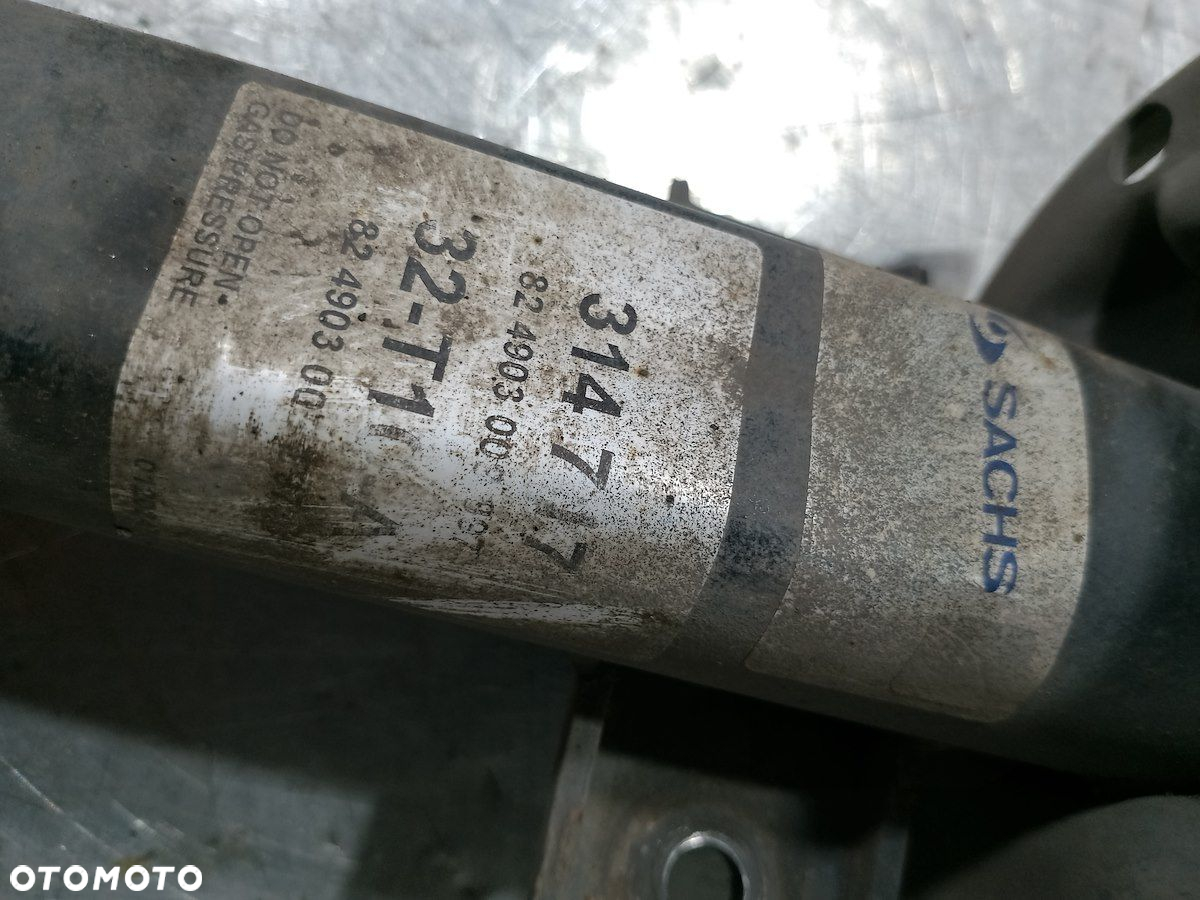 SACHS
314 717
82 4903 00
32-T1
82 4903 00
DO NOT OPEN.
GAS PRESSURE
OTOMOTO